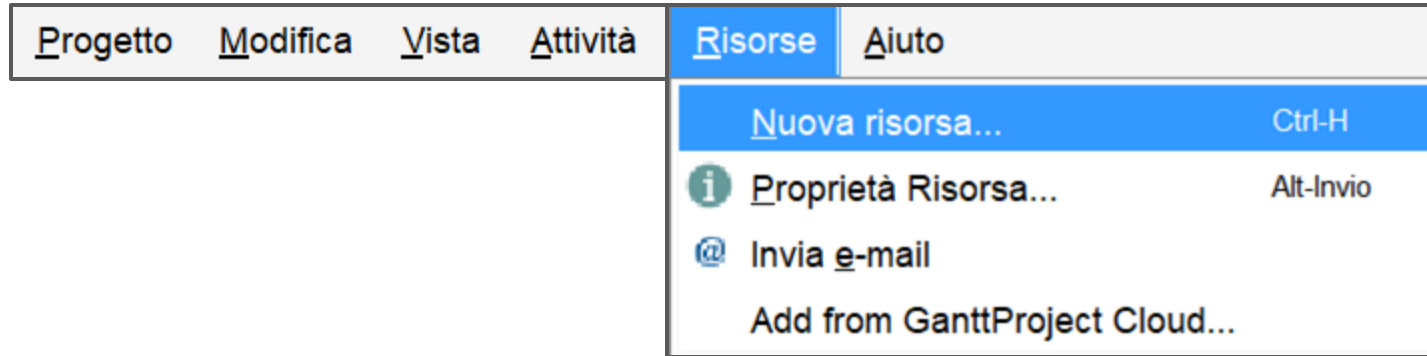 Progetto Modifica Vista Attività Risorse Aiuto
Nuova risorsa... Ctrl-H
Proprietà Risorsa... Alt-Invio
@ Invia e-mail
Add from GanttProject Cloud...